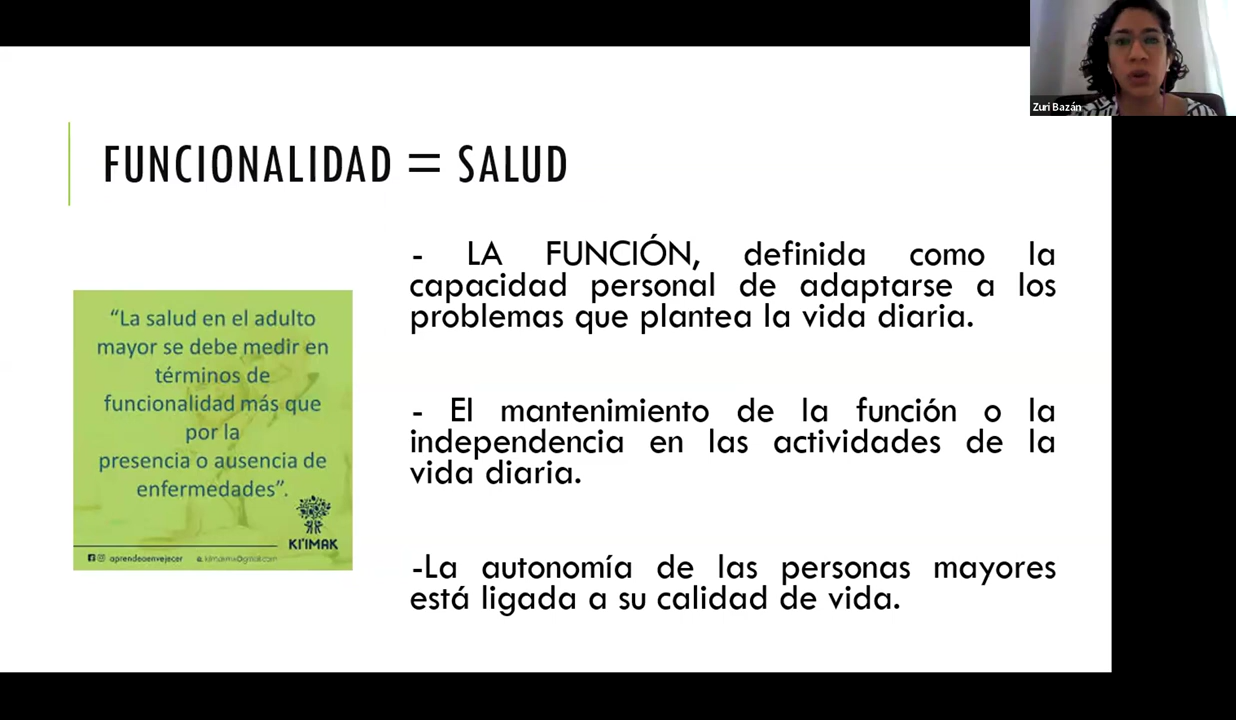 Zuri Bazán
FUNCIONALIDAD = SALUD
- LA FUNCIÓN, definida como la
capacidad personal de adaptarse a los
problemas que plantea la vida diaria.
- El mantenimiento de la función o la
independencia en las actividades de la
vida diaria.
-La autonomía de las personas mayores
está ligada a su calidad de vida.
“La salud en el adulto
mayor se debe medir en
términos de
funcionalidad más que
por la
presencia o ausencia de
enfermedades”.
KI'IMAK
aprendeaenvejecer